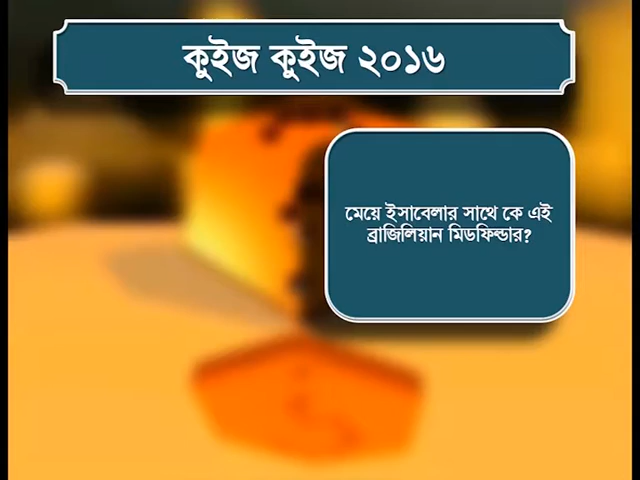 কুইজ কুইজ ২০১৬
মেয়ে ইসাবেলার সাথে কে এই
ব্রাজিলিয়ান মিডফিল্ডার?